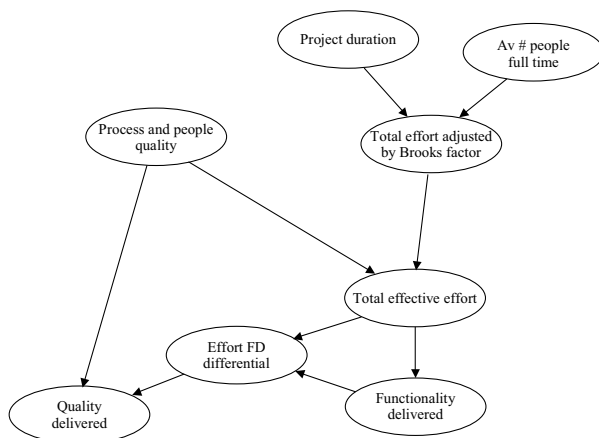 Project duration
Av # people
full time
Process and people
quality
Total effort adjusted
by Brooks factor
Total effective effort
Effort FD
differential
Functionality
delivered
Quality
delivered